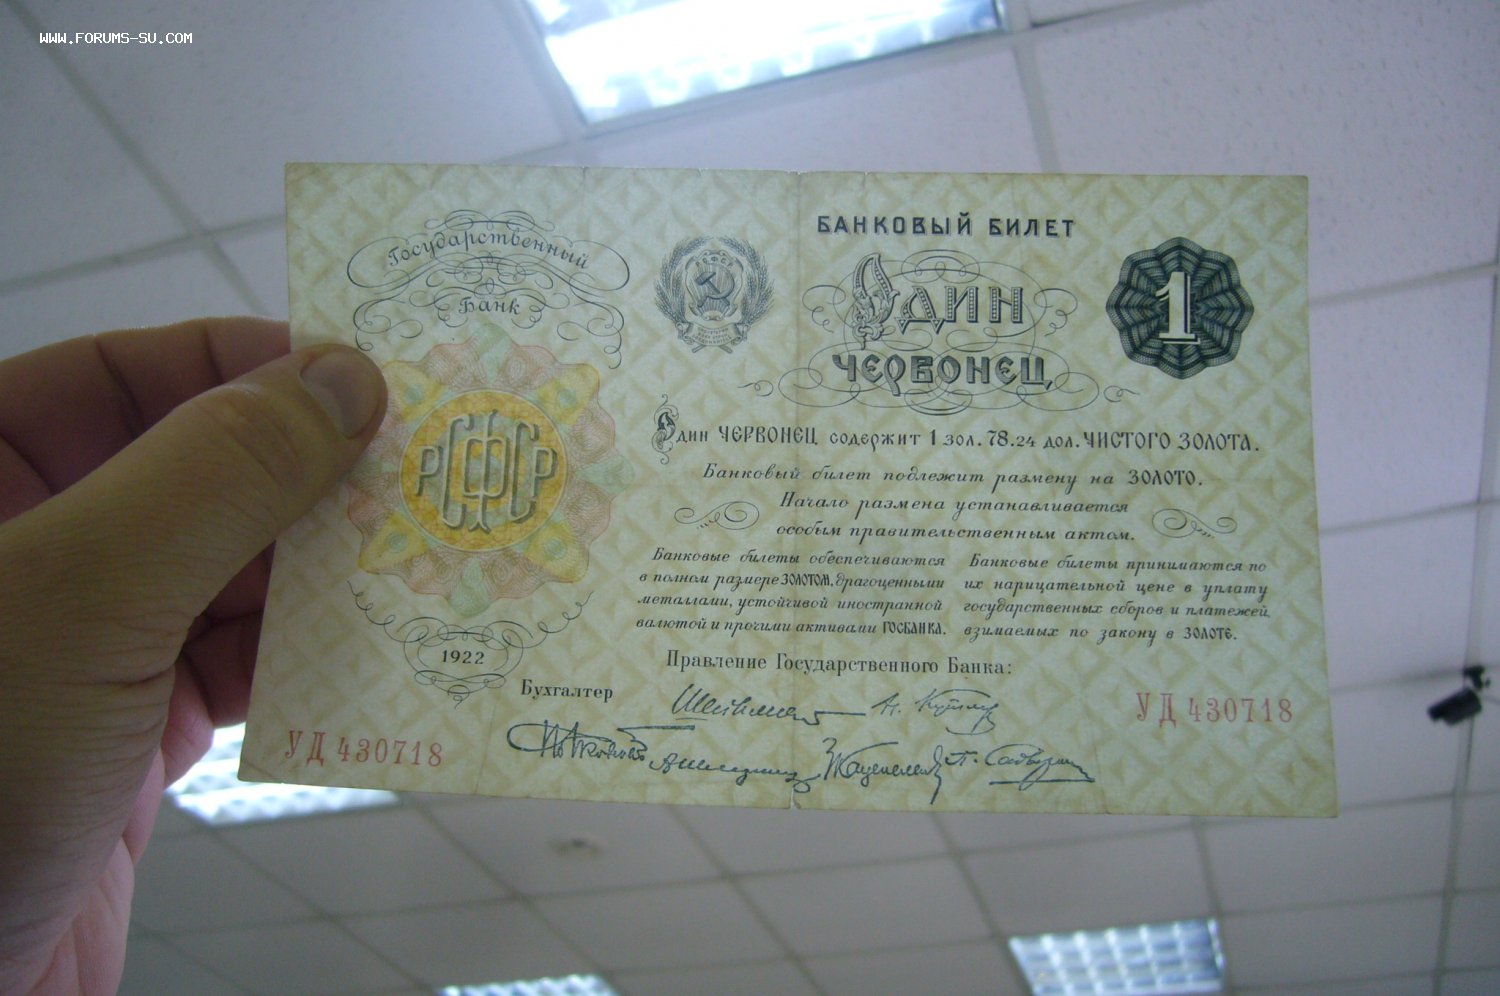 WWW.FORUMS-SU.COM
Государственный
Банк
РСФСР
1922
БАНКОВЫЙ БИЛЕТ
ОДИН
ЧЕРВОНЕЦ
1
Один ЧЕРВОНЕЦ содержит 1 зол. 78.24 дол. ЧИСТОГО ЗОЛОТА.
Банковый билет подлежит размену на ЗОЛОТО.
Начало размена устанавливается
особым правительственным актом.
Банковые билеты обеспечиваются
в полном размере ЗОЛОТОМ, драгоценными
металлами, устойчивой иностранной
валютой и прочими активами ГОСБАНКА.
Банковые билеты принимаются по
их нарицательной цене в уплату
государственных сборов и платежей,
взимаемых по закону в ЗОЛОТЕ.
Правление Государственного Банка:
Бухгалтер
УД 430718
УД 430718